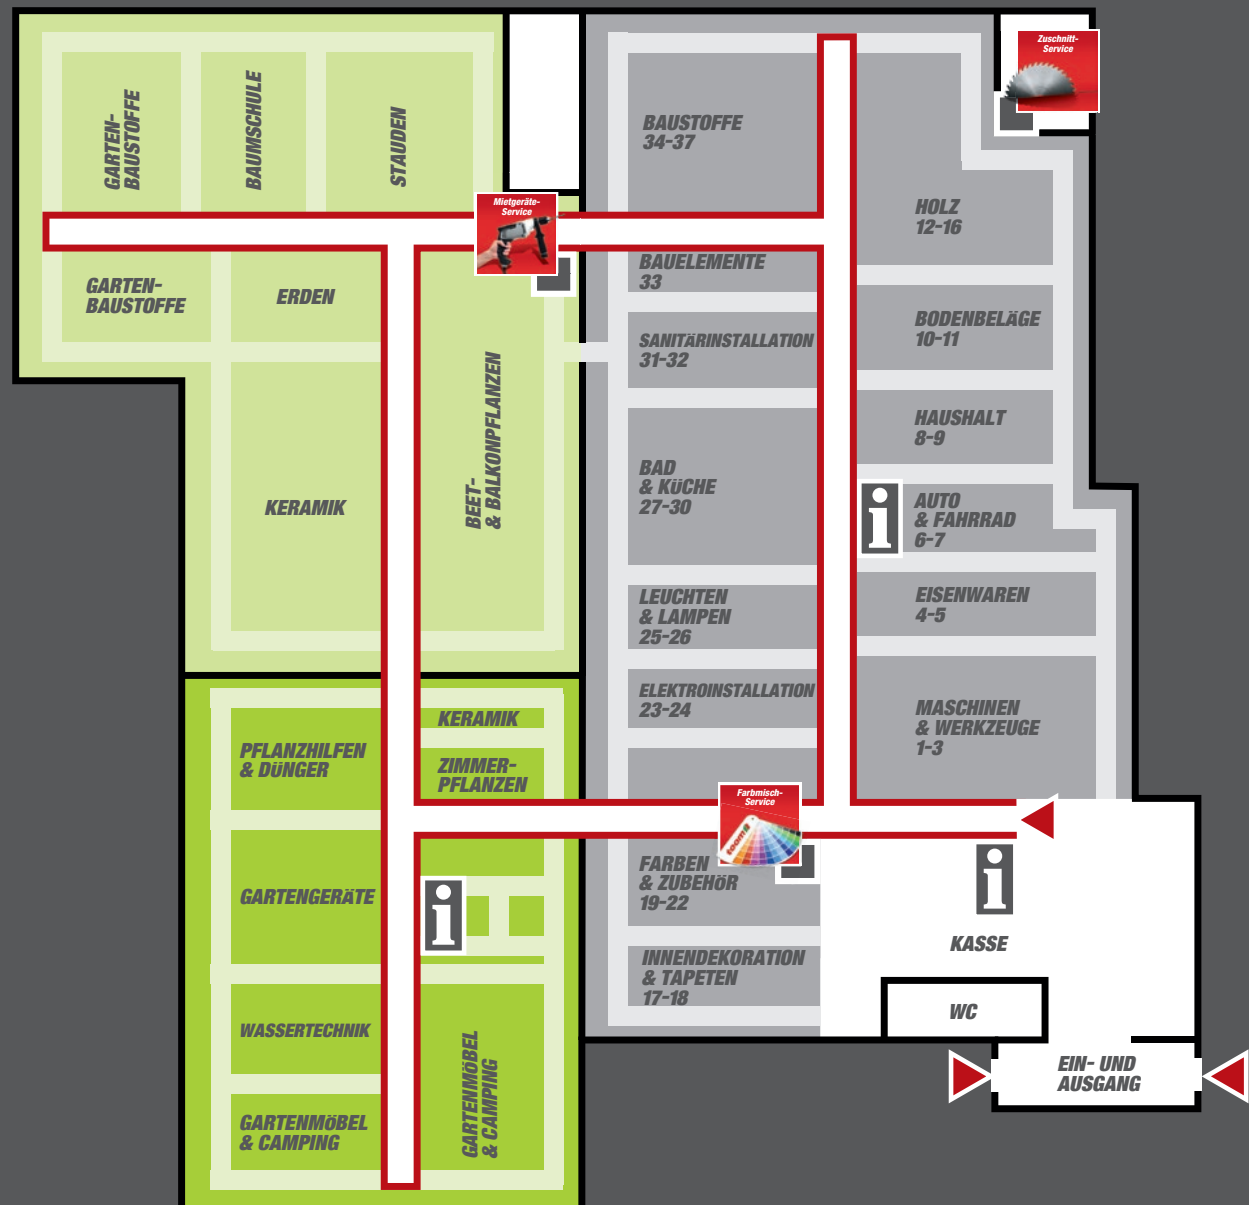 GARTEN-
BAUSTOFFE
BAUMSCHULE
STAUDEN
Mietgeräte-
Service
BAUSTOFFE
34-37
Zuschnitt-
Service
HOLZ
12-16
GARTEN-
BAUSTOFFE
ERDEN
BAUELEMENTE
33
BODENBELÄGE
10-11
SANITÄRINSTALLATION
31-32
KERAMIK
BEET-
& BALKONPFLANZEN
HAUSHALT
8-9
BAD
& KÜCHE
27-30
i
AUTO
& FAHRRAD
6-7
LEUCHTEN
& LAMPEN
25-26
EISENWAREN
4-5
ELEKTROINSTALLATION
23-24
MASCHINEN
& WERKZEUGE
1-3
PFLANZHILFEN
& DÜNGER
KERAMIK
ZIMMER-
PFLANZEN
Farbmisch-
Service
toom
FARBEN
& ZUBEHÖR
19-22
GARTENGERÄTE
i
i
KASSE
INNENDEKORATION
& TAPETEN
17-18
WC
WASSERTECHNIK
GARTENMÖBEL
& CAMPING
GARTENMÖBEL
& CAMPING
EIN- UND
AUSGANG